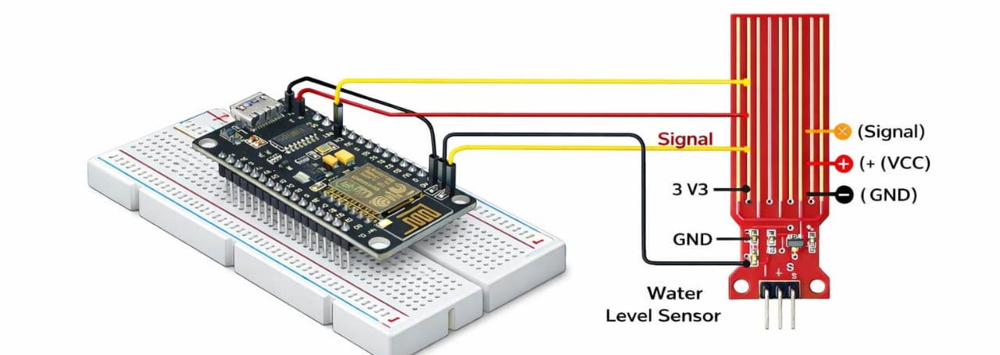 (Signal)
Signal
+ (+ (VCC)
3 V3
( GND)
GND
Water
Level Sensor
S
+
S